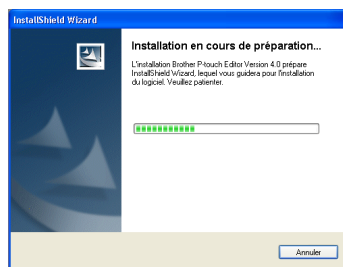 InstallShield Wizard
Installation en cours de préparation...
L'installation Brother P-touch Editor Version 4.0 prépare
InstallShield Wizard, lequel vous guidera pour l'installation
du logiciel. Veuillez patienter.
Annuler